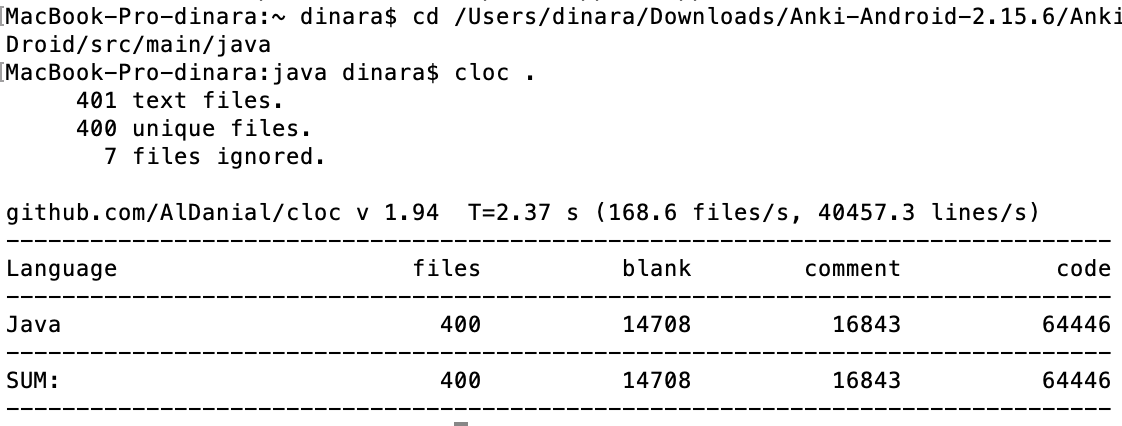 MacBook-Pro-dinara:~ dinara$ cd /Users/dinara/Downloads/Anki-Android-2.15.6/Anki
Droid/src/main/java
MacBook-Pro-dinara:java dinara$ cloc .
     401 text files.
     400 unique files.
       7 files ignored.

github.com/AlDanial/cloc v 1.94  T=2.37 s (168.6 files/s, 40457.3 lines/s)
-------------------------------------------------------------------------------
Language                     files          blank        comment           code
-------------------------------------------------------------------------------
Java                           400          14708          16843          64446
-------------------------------------------------------------------------------
SUM:                           400          14708          16843          64446
-------------------------------------------------------------------------------